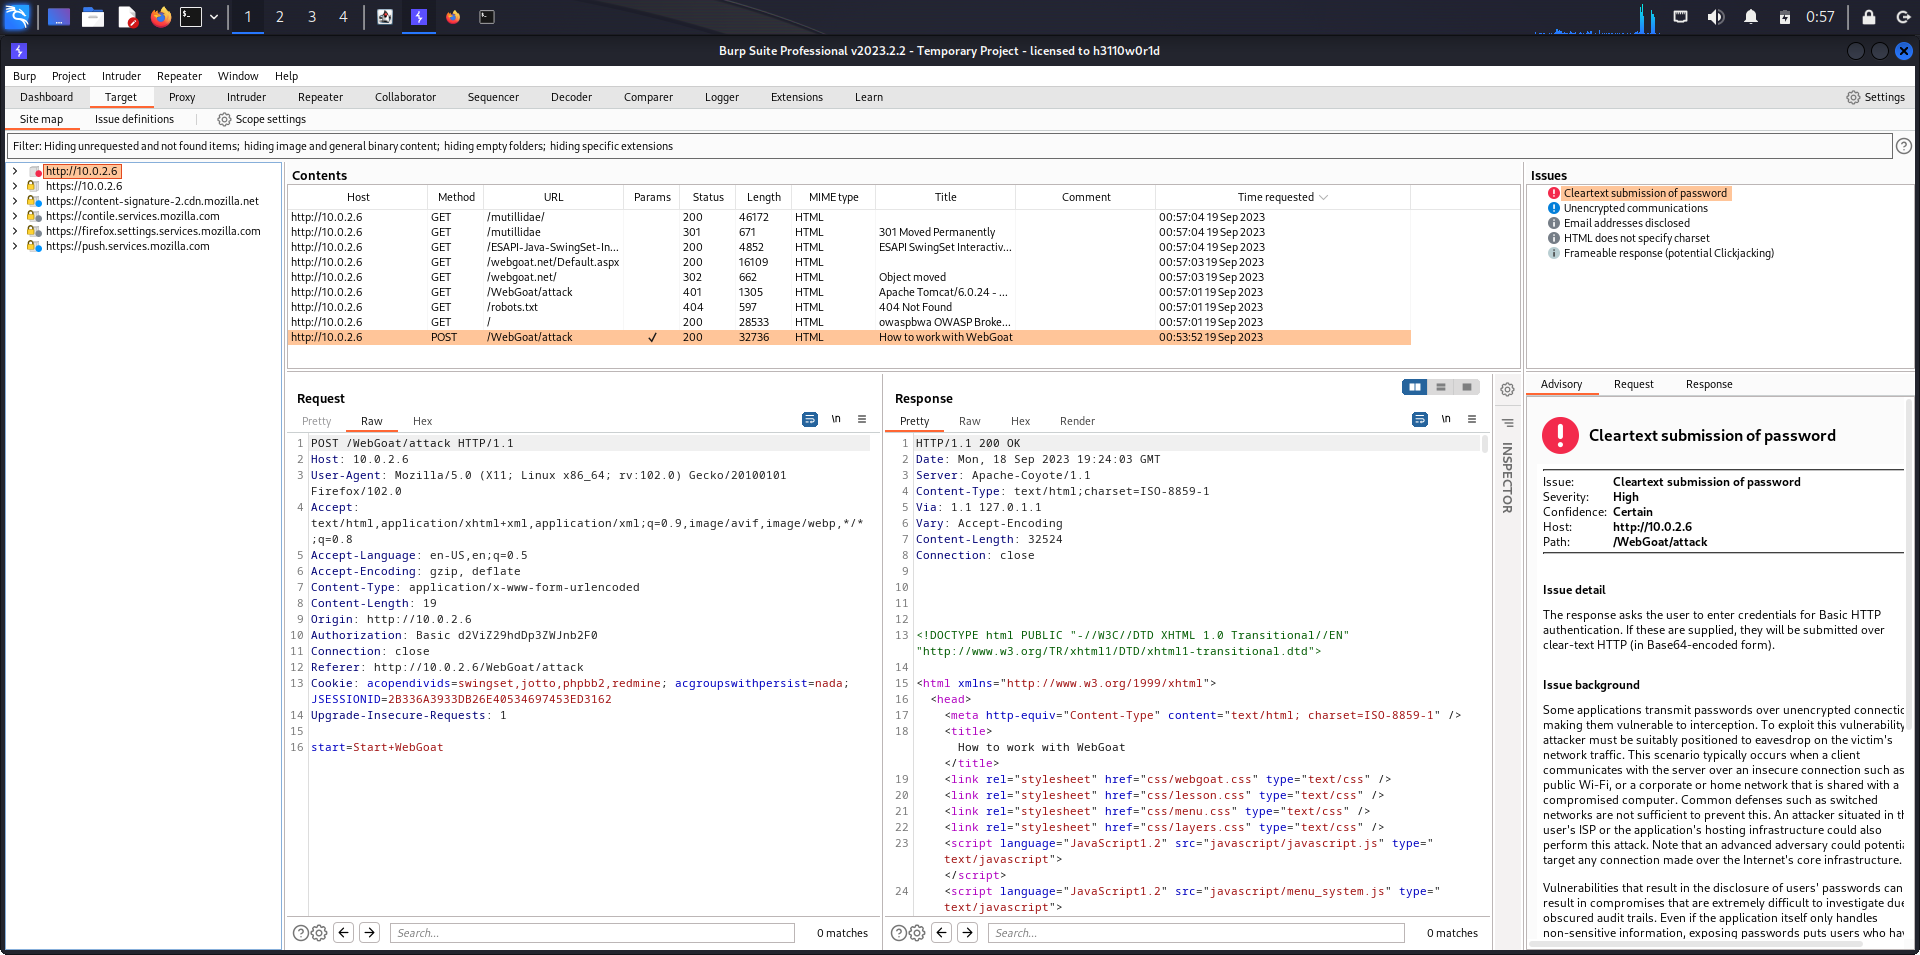 1
2
3
4
0:57
Burp Suite Professional v2023.2.2 - Temporary Project - licensed to h3110w0r1d
Burp Project Intruder Repeater Window Help
Dashboard Target Proxy Intruder Repeater Collaborator Sequencer Decoder Comparer Logger Extensions Learn Settings
Site map Issue definitions Scope settings
Filter: Hiding unrequested and not found items; hiding image and general binary content; hiding empty folders; hiding specific extensions
http://10.0.2.6
https://10.0.2.6
https://content-signature-2.cdn.mozilla.net
https://contile.services.mozilla.com
https://firefox.settings.services.mozilla.com
https://push.services.mozilla.com
Contents
Host Method URL Params Status Length MIME type Title Comment Time requested
http://10.0.2.6 GET /mutillidae/ 200 46172 HTML 00:57:04 19 Sep 2023
http://10.0.2.6 GET /mutillidae 301 671 HTML 301 Moved Permanently 00:57:04 19 Sep 2023
http://10.0.2.6 GET /ESAPI-Java-SwingSet-In... 200 4852 HTML ESAPI SwingSet Interactiv... 00:57:04 19 Sep 2023
http://10.0.2.6 GET /webgoat.net/Default.aspx 200 16109 HTML 00:57:03 19 Sep 2023
http://10.0.2.6 GET /webgoat.net/ 302 662 HTML Object moved 00:57:03 19 Sep 2023
http://10.0.2.6 GET /WebGoat/attack 401 1305 HTML Apache Tomcat/6.0.24 - ... 00:57:01 19 Sep 2023
http://10.0.2.6 GET /robots.txt 404 597 HTML 404 Not Found 00:57:01 19 Sep 2023
http://10.0.2.6 GET / 200 28533 HTML owaspbwa OWASP Broke... 00:57:01 19 Sep 2023
http://10.0.2.6 POST /WebGoat/attack ✓ 200 32736 HTML How to work with WebGoat 00:53:52 19 Sep 2023
Request
Pretty Raw Hex \n
1 POST /WebGoat/attack HTTP/1.1
2 Host: 10.0.2.6
3 User-Agent: Mozilla/5.0 (X11; Linux x86_64; rv:102.0) Gecko/20100101
Firefox/102.0
4 Accept:
text/html,application/xhtml+xml,application/xml;q=0.9,image/avif,image/webp,*/*
;q=0.8
5 Accept-Language: en-US,en;q=0.5
6 Accept-Encoding: gzip, deflate
7 Content-Type: application/x-www-form-urlencoded
8 Content-Length: 19
9 Origin: http://10.0.2.6
10 Authorization: Basic d2ViZ29hdDp3ZWJnb2F0
11 Connection: close
12 Referer: http://10.0.2.6/WebGoat/attack
13 Cookie: acopendivids=swingset,jotto,phpbb2,redmine; acgroupswithpersist=nada;
JSESSIONID=2B336A3933DB26E40534697453ED3162
14 Upgrade-Insecure-Requests: 1
15
16 start=Start+WebGoat
Search...
0 matches
Response
Pretty Raw Hex Render \n
1 HTTP/1.1 200 OK
2 Date: Mon, 18 Sep 2023 19:24:03 GMT
3 Server: Apache-Coyote/1.1
4 Content-Type: text/html;charset=ISO-8859-1
5 Via: 1.1 127.0.1.1
6 Vary: Accept-Encoding
7 Content-Length: 32524
8 Connection: close
9
10
11
12
13 <!DOCTYPE html PUBLIC "-//W3C//DTD XHTML 1.0 Transitional//EN"
"http://www.w3.org/TR/xhtml1/DTD/xhtml1-transitional.dtd">
14
15 <html xmlns="http://www.w3.org/1999/xhtml">
16 <head>
17 <meta http-equiv="Content-Type" content="text/html; charset=ISO-8859-1" />
18 <title>
How to work with WebGoat
</title>
19 <link rel="stylesheet" href="css/webgoat.css" type="text/css" />
20 <link rel="stylesheet" href="css/lesson.css" type="text/css" />
21 <link rel="stylesheet" href="css/menu.css" type="text/css" />
22 <link rel="stylesheet" href="css/layers.css" type="text/css" />
23 <script language="JavaScript1.2" src="javascript/javascript.js" type="
text/javascript">
</script>
24 <script language="JavaScript1.2" src="javascript/menu_system.js" type="
text/javascript">
Search...
0 matches
INSPECTOR
Issues
Cleartext submission of password
Unencrypted communications
Email addresses disclosed
HTML does not specify charset
Frameable response (potential Clickjacking)
Advisory Request Response
Cleartext submission of password
Issue: Cleartext submission of password
Severity: High
Confidence: Certain
Host: http://10.0.2.6
Path: /WebGoat/attack
Issue detail
The response asks the user to enter credentials for Basic HTTP
authentication. If these are supplied, they will be submitted over
clear-text HTTP (in Base64-encoded form).
Issue background
Some applications transmit passwords over unencrypted connectic
making them vulnerable to interception. To exploit this vulnerability
attacker must be suitably positioned to eavesdrop on the victim's
network traffic. This scenario typically occurs when a client
communicates with the server over an insecure connection such as
public Wi-Fi, or a corporate or home network that is shared with a
compromised computer. Common defenses such as switched
networks are not sufficient to prevent this. An attacker situated in th
user's ISP or the application's hosting infrastructure could also
perform this attack. Note that an advanced adversary could potentia
target any connection made over the Internet's core infrastructure.
Vulnerabilities that result in the disclosure of users' passwords can
result in compromises that are extremely difficult to investigate due
obscured audit trails. Even if the application itself only handles
non-sensitive information, exposing passwords puts users who hav